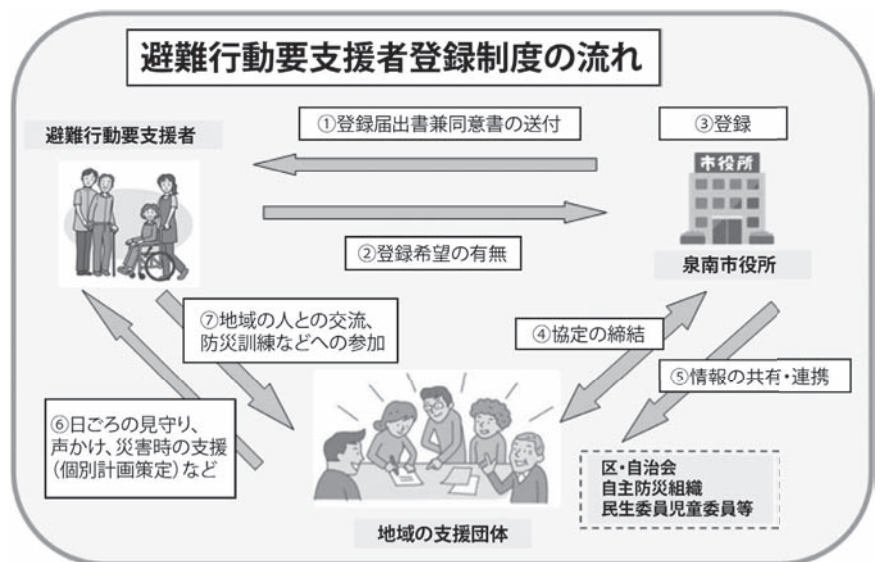 避難行動要支援者登録制度の流れ
避難行動要支援者
①登録届出書兼同意書の送付
③登録
市役所
②登録希望の有無
泉南市役所
⑦地域の人との交流、
防災訓練などへの参加
④協定の締結
⑤情報の共有・連携
⑥日ごろの見守り、
声かけ、災害時の支援
(個別計画策定)など
区・自治会
自主防災組織
民生委員児童委員等
地域の支援団体